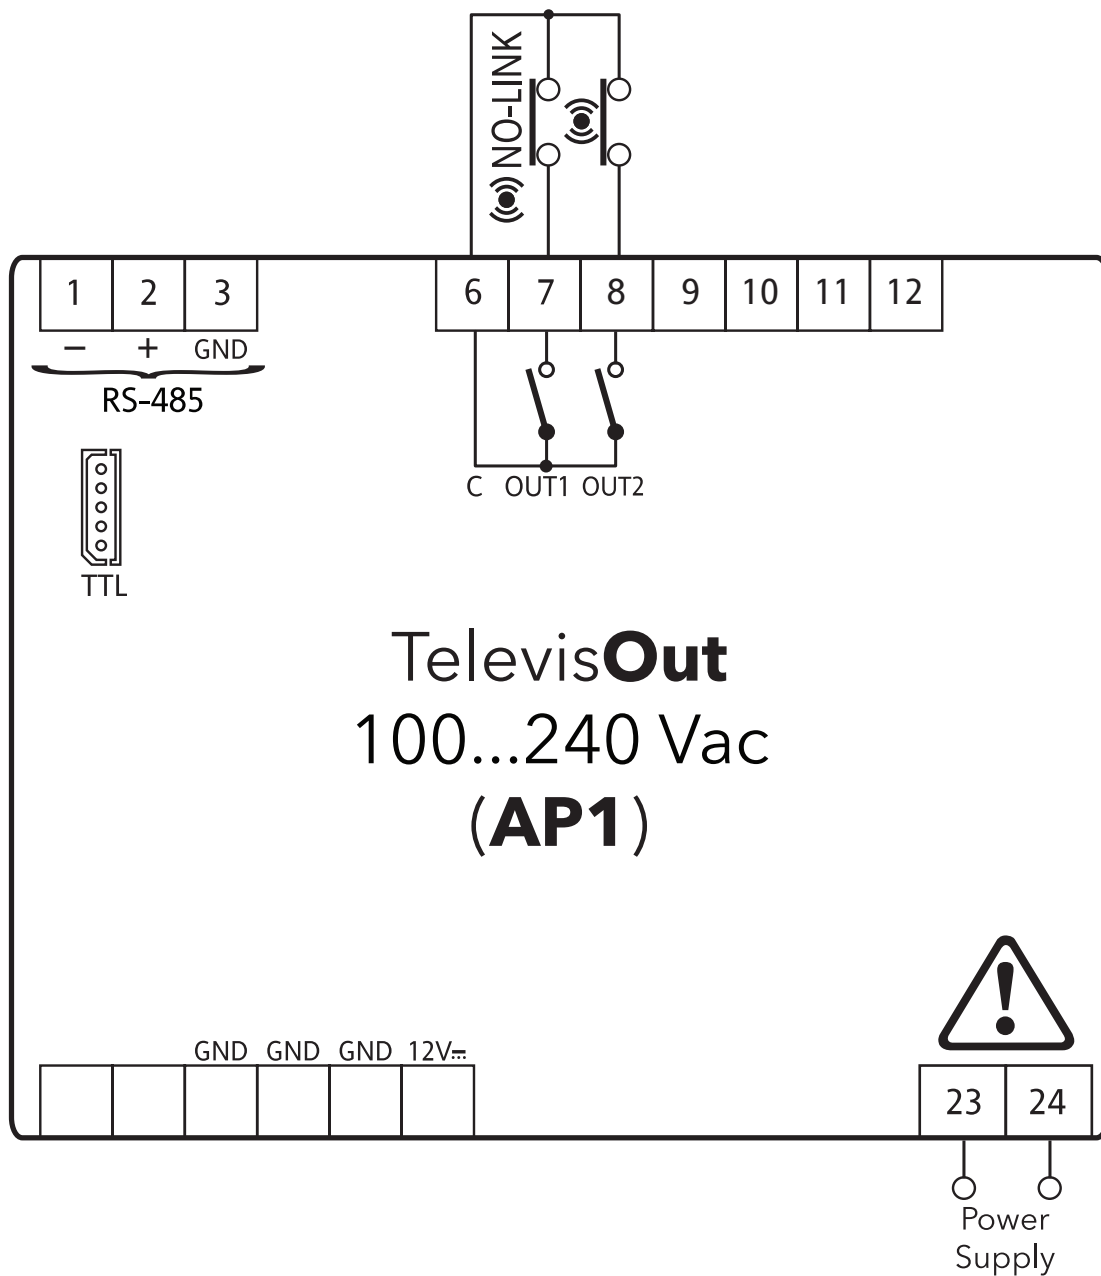 NO-LINK
1 2 3
6 7 8 9 10 11 12
− + GND
RS-485
C OUT1 OUT2
TTL
TelevisOut
100...240 Vac
(AP1)
GND GND GND 12V⎓
23 24
Power
Supply